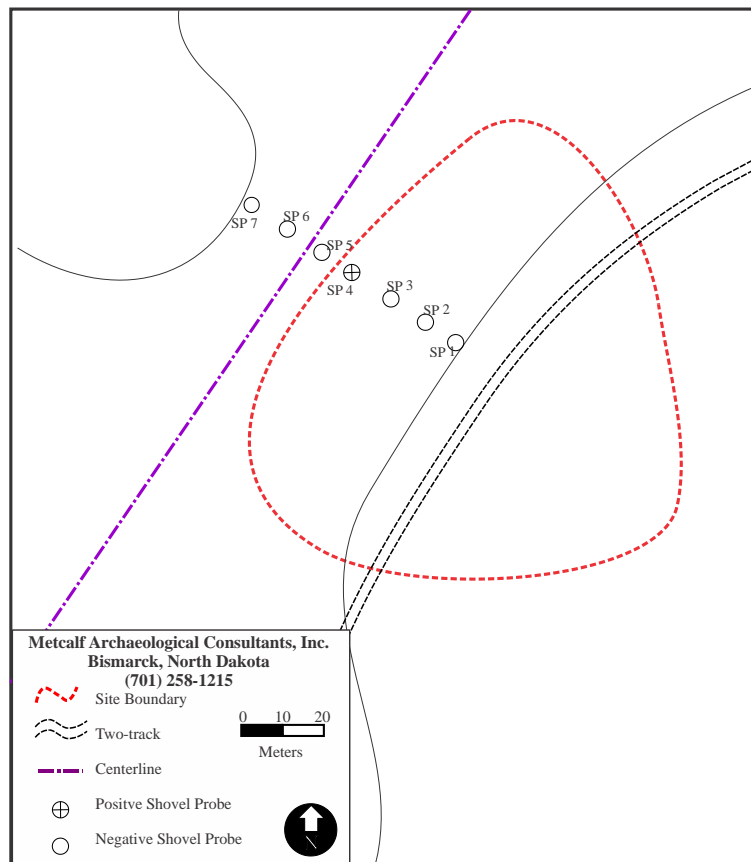 SP 7
SP 6
SP 5
SP 4
SP 3
SP 2
SP 1
Metcalf Archaeological Consultants, Inc.
Bismarck, North Dakota
(701) 258-1215
Site Boundary
Two-track
0 10 20
Meters
Centerline
Positve Shovel Probe
Negative Shovel Probe